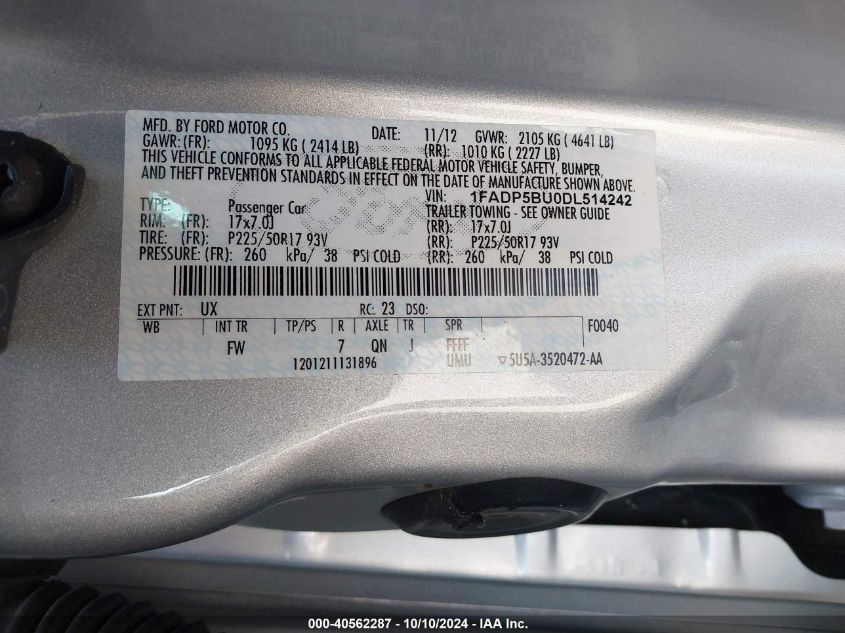 MFD. BY FORD MOTOR CO. DATE: 11/12 GVWR: 2105 KG ( 4641 LB)
GAWR: (FR): 1095 KG ( 2414 LB) (RR): 1010 KG ( 2227 LB)
THIS VEHICLE CONFORMS TO ALL APPLICABLE FEDERAL MOTOR VEHICLE SAFETY, BUMPER,
AND THEFT PREVENTION STANDARDS IN EFFECT ON THE DATE OF MANUFACTURE SHOWN ABOVE.
VIN: 1FADP5BU0DL514242
TYPE: Passenger Car TRAILER TOWING - SEE OWNER GUIDE
RIM: (FR): 17x7.0J (RR): 17x7.0J
TIRE: (FR): P225/50R17 93V (RR): P225/50R17 93V
PRESSURE: (FR): 260 kPa/ 38 PSI COLD (RR): 260 kPa/ 38 PSI COLD
EXT PNT: UX RC: 23 DSO:
WB INT TR TP/PS R AXLE TR SPR F0040
FW 7 QN J FFFF
1201211131896 UMU ▽5U5A-3520472-AA
000-40562287 - 10/10/2024 - IAA Inc.